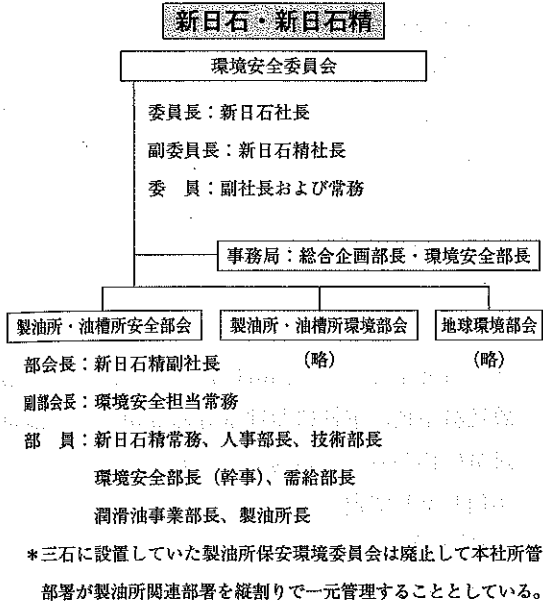 新日石・新日石精
環境安全委員会
委員長：新日石社長
副委員長：新日石精社長
委　員：副社長および常務
事務局：総合企画部長・環境安全部長
製油所・油槽所安全部会
製油所・油槽所環境部会
地球環境部会
部会長：新日石精副社長
(略)
(略)
副部会長：環境安全担当常務
部　員：新日石精常務、人事部長、技術部長
環境安全部長（幹事）、需給部長
潤滑油事業部長、製油所長
＊三石に設置していた製油所保安環境委員会は廃止して本社所管
部署が製油所関連部署を縦割りで一元管理することとしている。